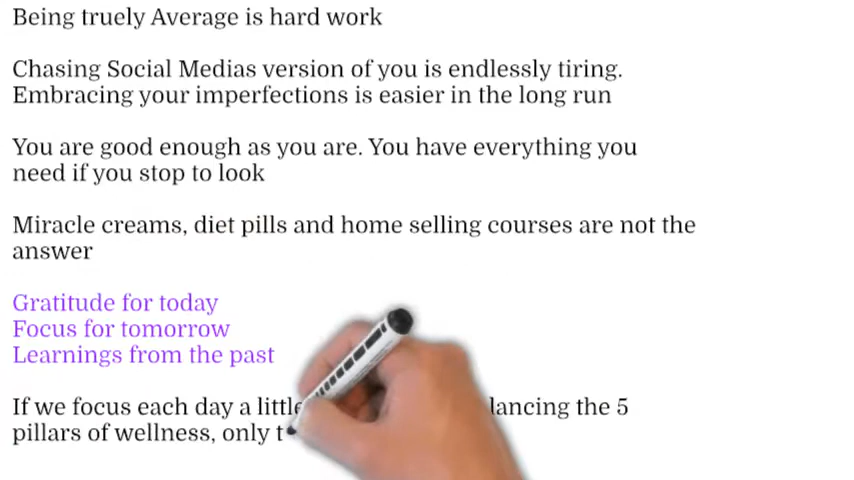 Being truely Average is hard work
Chasing Social Medias version of you is endlessly tiring.
Embracing your imperfections is easier in the long run
You are good enough as you are. You have everything you
need if you stop to look
Miracle creams, diet pills and home selling courses are not the
answer
Gratitude for today
Focus for tomorrow
Learnings from the past
If we focus each day a little the 5
pillars of wellness, only